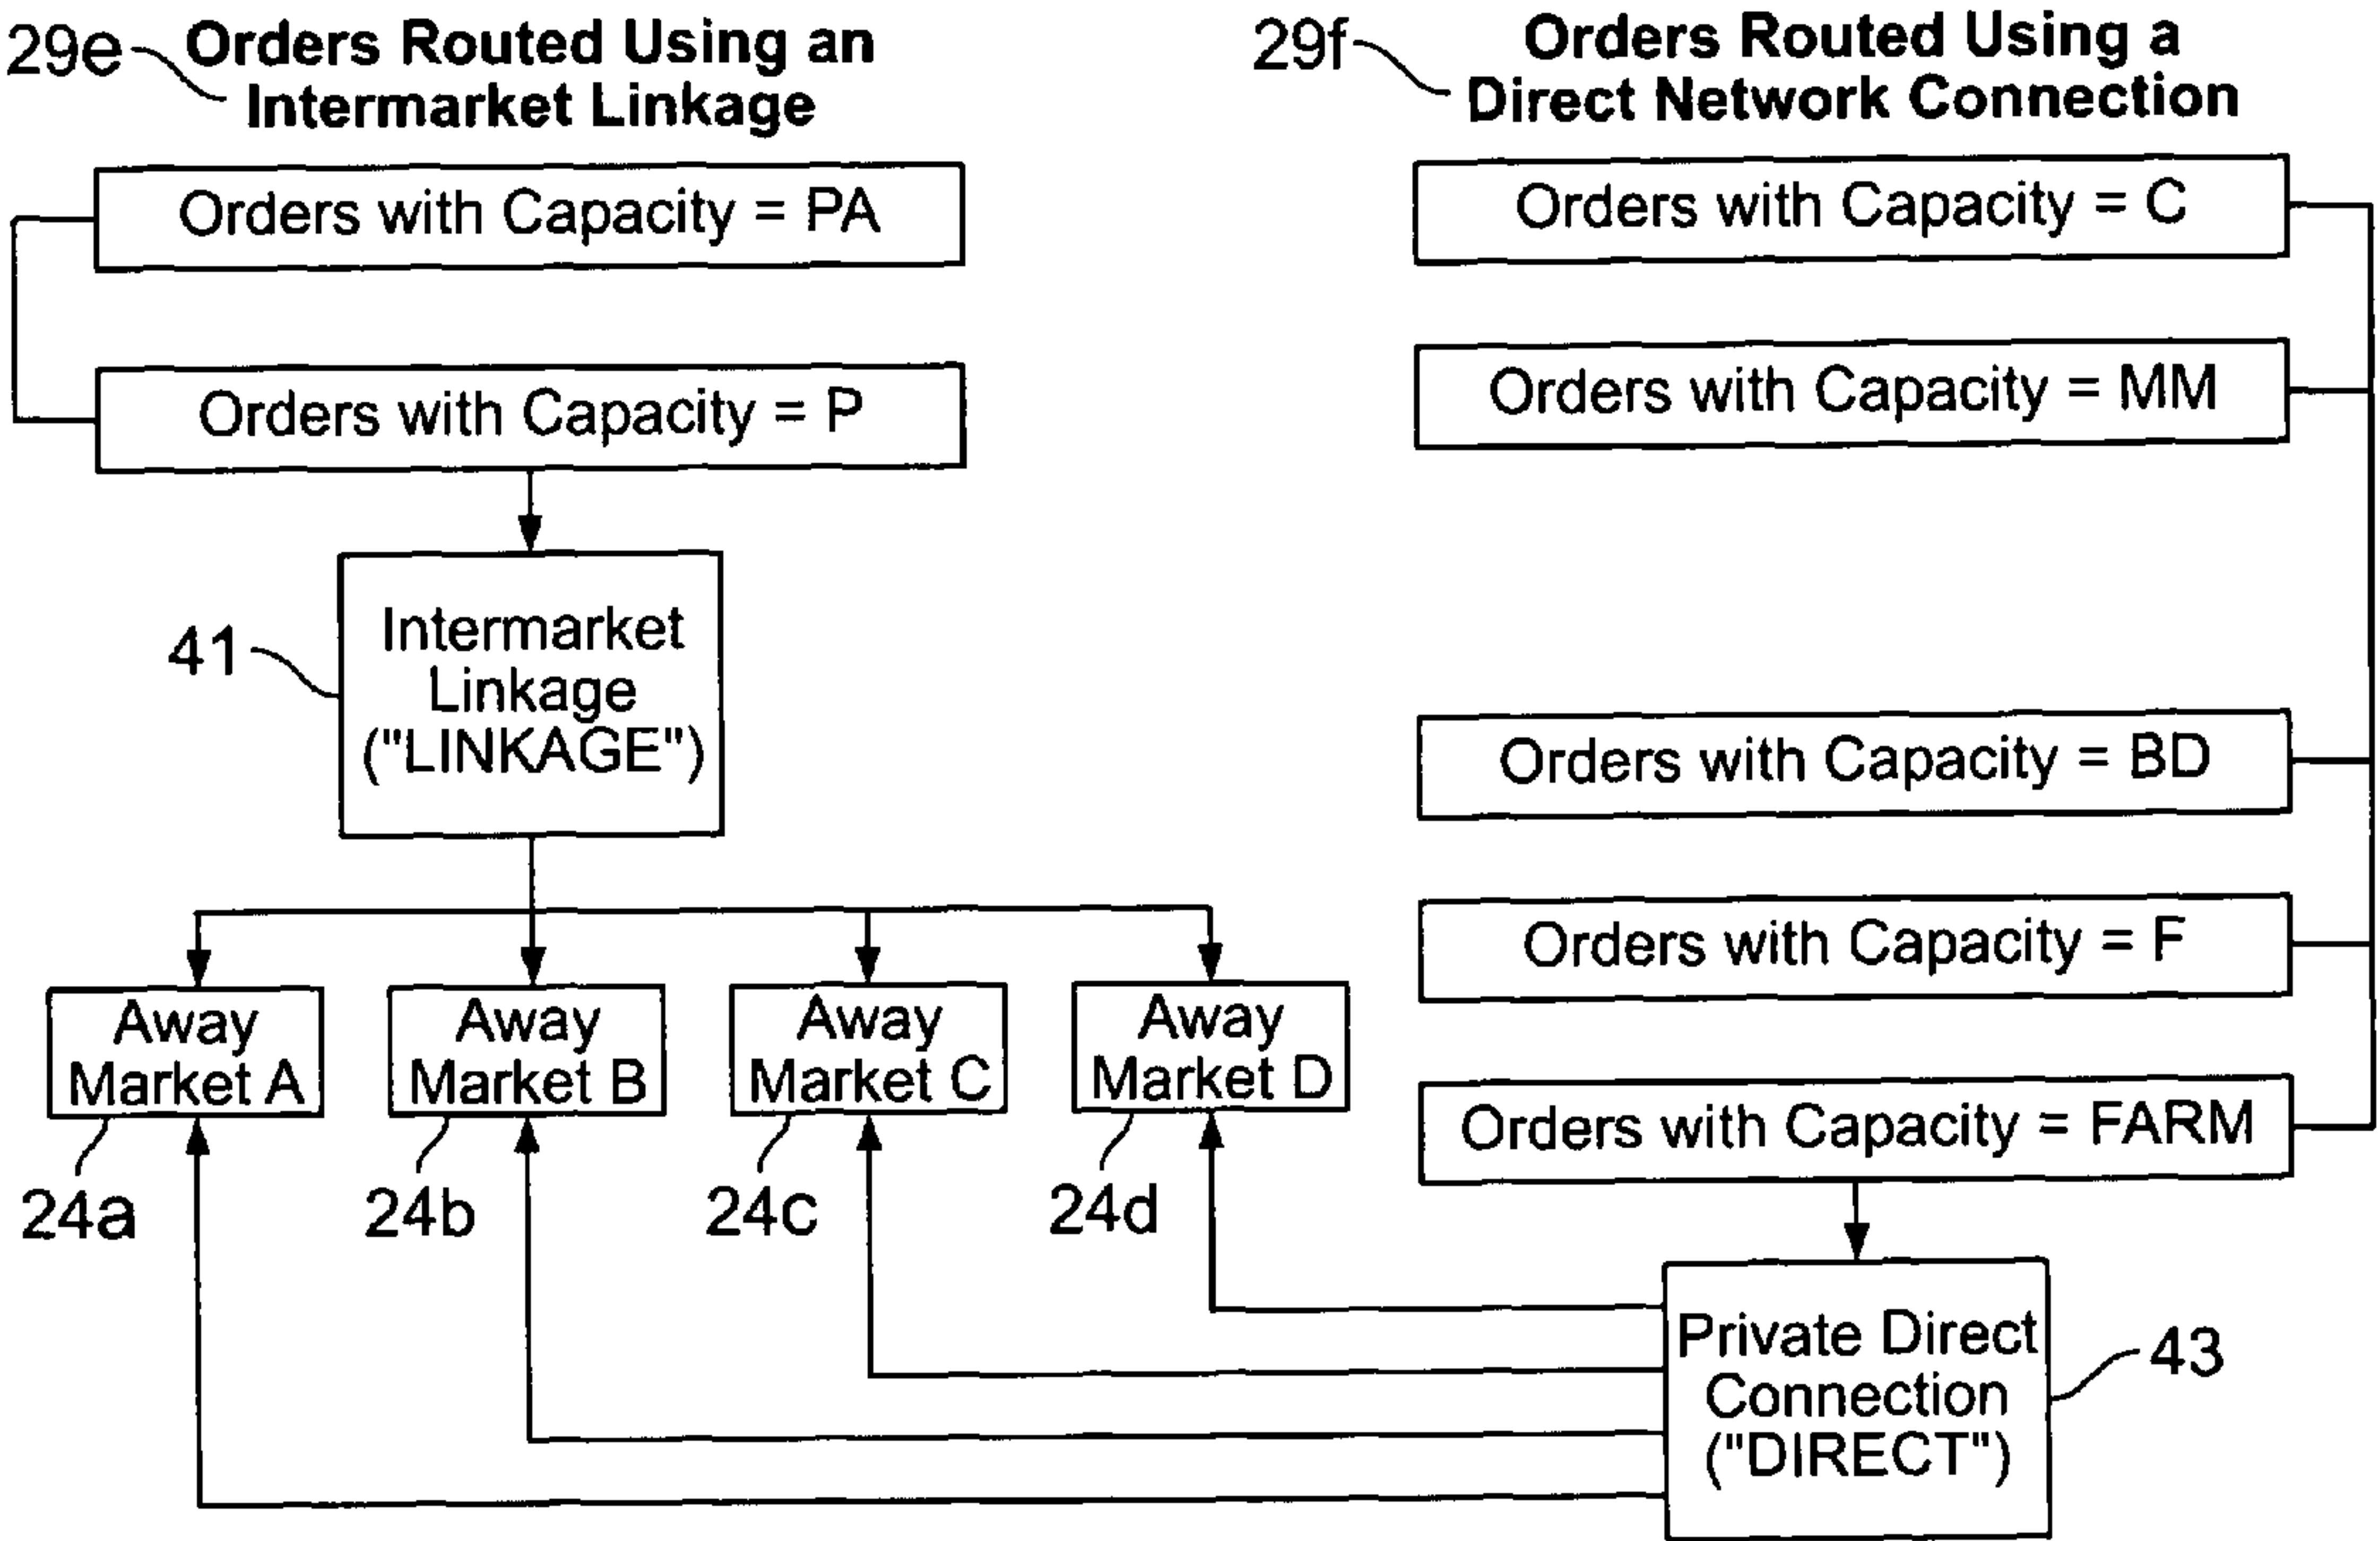 29e
Orders Routed Using an
Intermarket Linkage
Orders with Capacity = PA
Orders with Capacity = P
41
Intermarket
Linkage
("LINKAGE")
Away
Market A
Away
Market B
Away
Market C
Away
Market D
24a
24b
24c
24d
29f
Orders Routed Using a
Direct Network Connection
Orders with Capacity = C
Orders with Capacity = MM
Orders with Capacity = BD
Orders with Capacity = F
Orders with Capacity = FARM
Private Direct
Connection
("DIRECT")
43